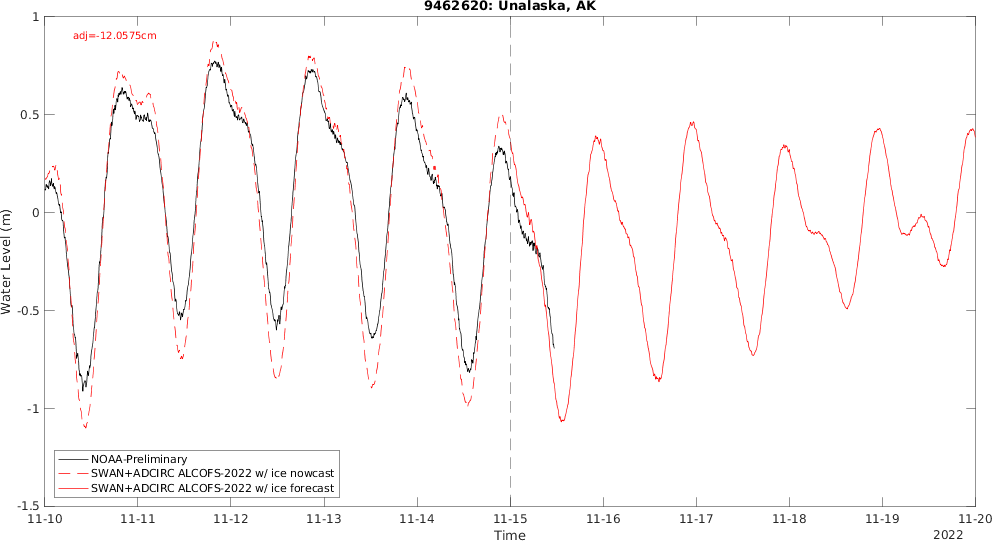 9462620: Unalaska, AK
adj=-12.0575cm
Water Level (m)
1
0.5
0
-0.5
-1
-1.5
NOAA-Preliminary
SWAN+ADCIRC ALCOFS-2022 w/ ice nowcast
SWAN+ADCIRC ALCOFS-2022 w/ ice forecast
11-10 11-11 11-12 11-13 11-14 11-15 11-16 11-17 11-18 11-19 11-20
Time
2022